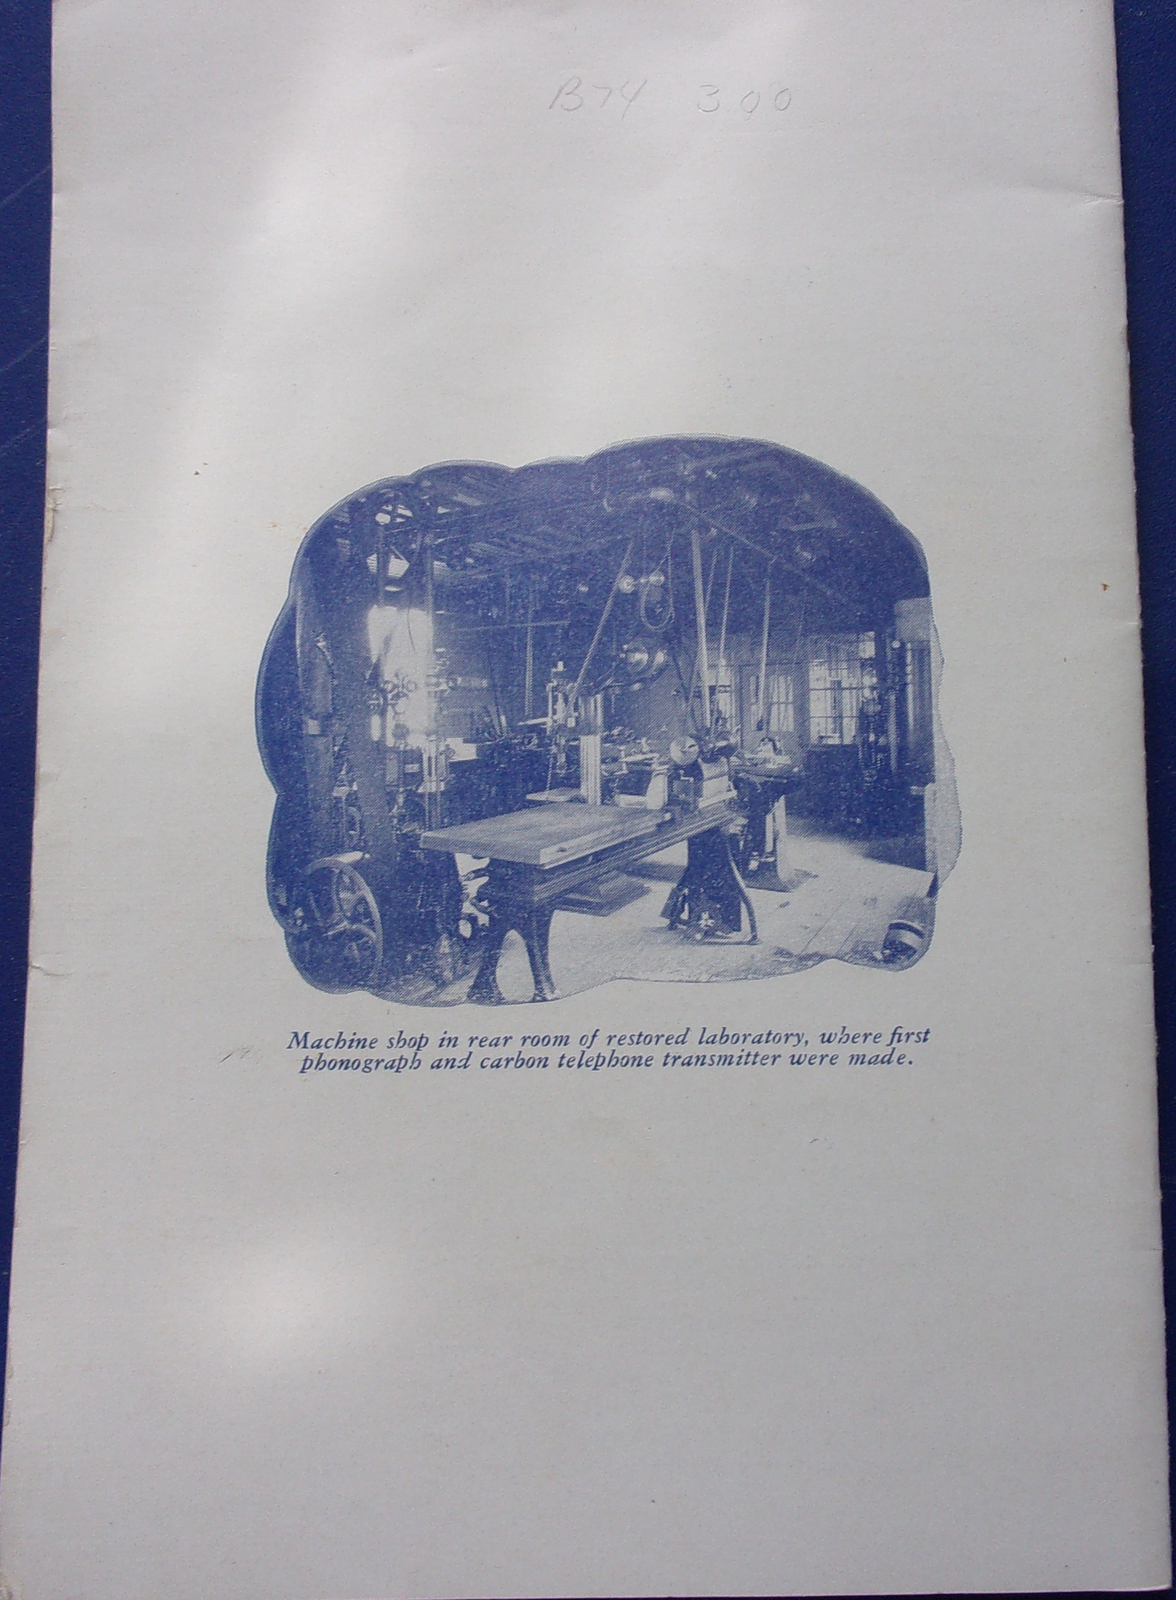 B74 300
Machine shop in rear room of restored laboratory, where first
phonograph and carbon telephone transmitter were made.